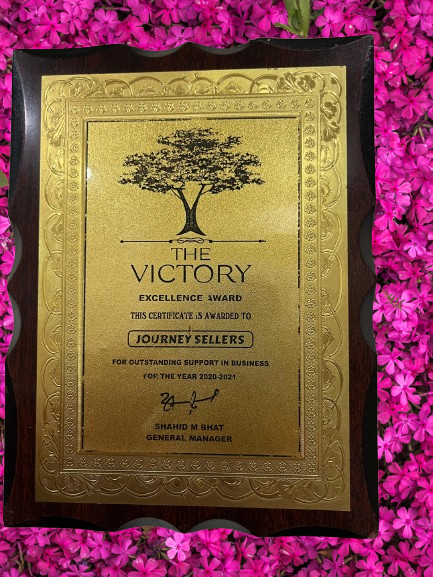 THE
VICTORY
EXCELLENCE AWARD
THIS CERTIFICATE IS AWARDED TO
JOURNEY SELLERS
FOR OUTSTANDING SUPPORT IN BUSINESS
FOR THE YEAR 2020-2021
SHAHID M BHAT
GENERAL MANAGER